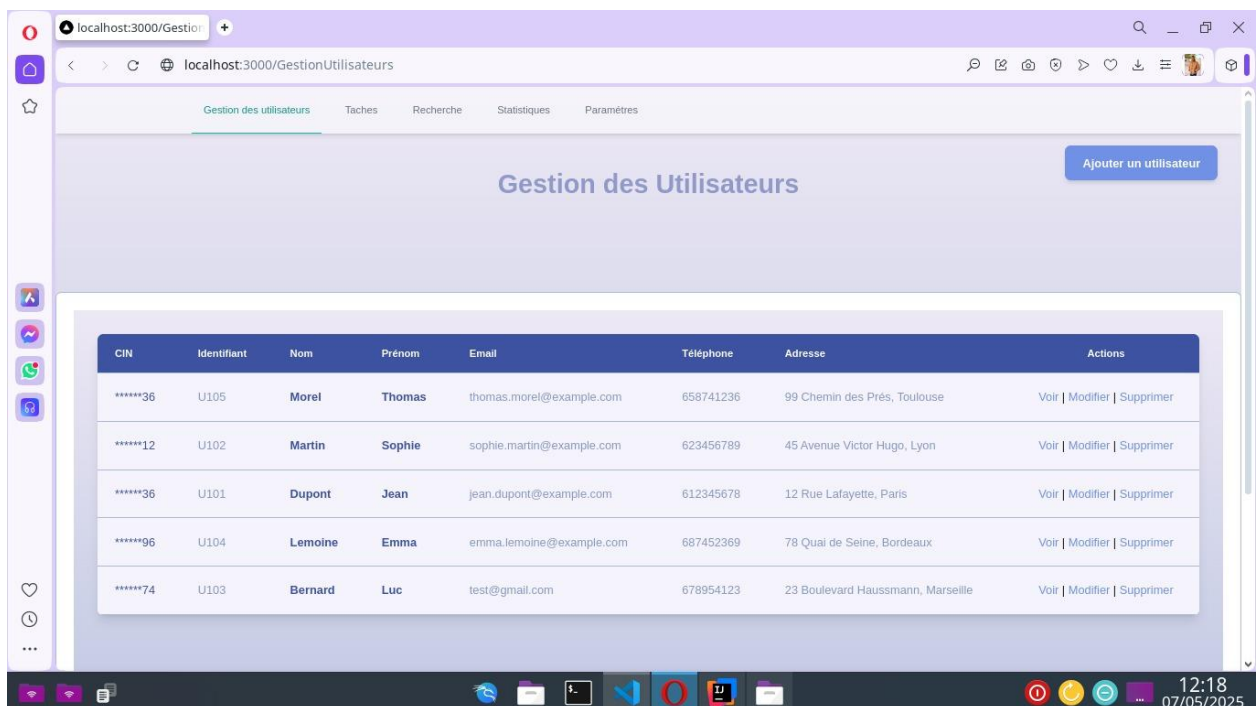 localhost:3000/Gestion
localhost:3000/GestionUtilisateurs
Gestion des utilisateurs Taches Recherche Statistiques Paramétres
Ajouter un utilisateur
Gestion des Utilisateurs
CIN Identifiant Nom Prénom Email Téléphone Adresse Actions
******36 U105 Morel Thomas thomas.morel@example.com 658741236 99 Chemin des Prés, Toulouse Voir | Modifier | Supprimer
******12 U102 Martin Sophie sophie.martin@example.com 623456789 45 Avenue Victor Hugo, Lyon Voir | Modifier | Supprimer
******36 U101 Dupont Jean jean.dupont@example.com 612345678 12 Rue Lafayette, Paris Voir | Modifier | Supprimer
******96 U104 Lemoine Emma emma.lemoine@example.com 687452369 78 Quai de Seine, Bordeaux Voir | Modifier | Supprimer
******74 U103 Bernard Luc test@gmail.com 678954123 23 Boulevard Haussmann, Marseille Voir | Modifier | Supprimer
12:18
07/05/2025